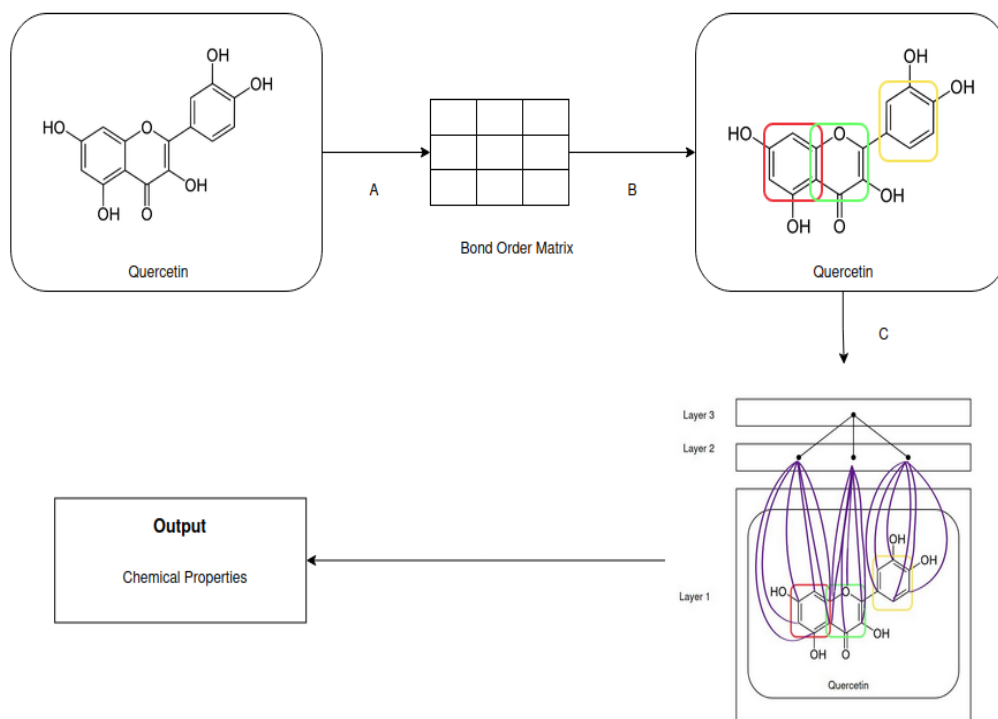 OH
OH
HO
O
OH
OH
O
Quercetin
A
Bond Order Matrix
B
OH
OH
HO
O
OH
OH
O
Quercetin
C
Layer 3
Layer 2
Layer 1
OH
OH
HO
O
OH
OH
O
Quercetin
Output
Chemical Properties